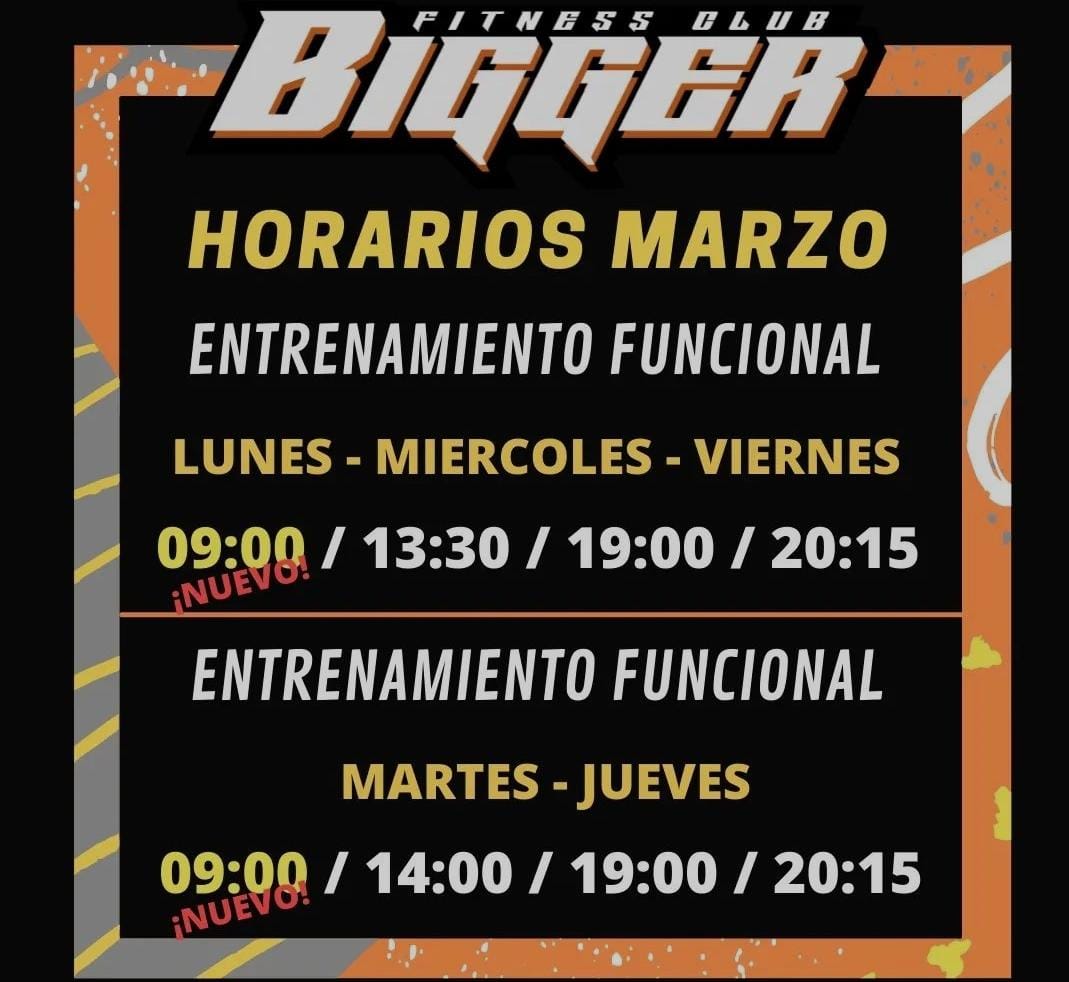 FITNESS CLUB
BIGGER
HORARIOS MARZO
ENTRENAMIENTO FUNCIONAL
LUNES - MIERCOLES - VIERNES
09:00 / 13:30 / 19:00 / 20:15
¡NUEVO!
ENTRENAMIENTO FUNCIONAL
MARTES - JUEVES
09:00 / 14:00 / 19:00 / 20:15
¡NUEVO!